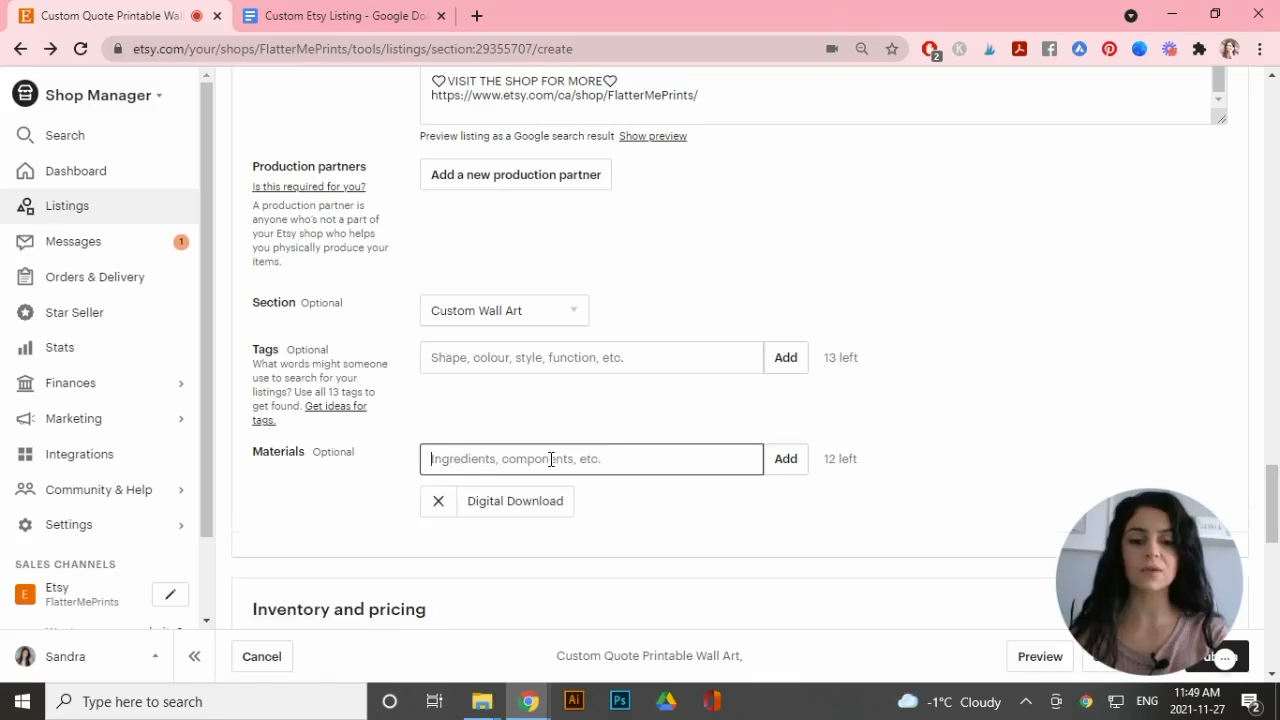 Custom Quote Printable Wal
Custom Etsy Listing - Google Do
etsy.com/your/shops/FlatterMePrints/tools/listings/section:29355707/create
2
Shop Manager
Search
Dashboard
Listings
Messages
1
Orders & Delivery
Star Seller
Stats
Finances
Marketing
Integrations
Community & Help
Settings
SALES CHANNELS
E
Etsy
FlatterMePrints
Sandra
♡VISIT THE SHOP FOR MORE♡
https://www.etsy.com/ca/shop/FlatterMePrints/
Preview listing as a Google search result Show preview
Production partners
Is this required for you?
A production partner is
anyone who's not a part of
your Etsy shop who helps
you physically produce your
items.
Add a new production partner
Section Optional
Custom Wall Art
Tags Optional
What words might someone
use to search for your
listings? Use all 13 tags to
get found. Get ideas for
tags.
Shape, colour, style, function, etc.
Add
13 left
Materials Optional
Ingredients, components, etc.
Add
12 left
Digital Download
Inventory and pricing
Cancel
Custom Quote Printable Wall Art,
Preview
Type here to search
Ai
Ps
-1°C Cloudy
ENG
11:49 AM
2021-11-27
2